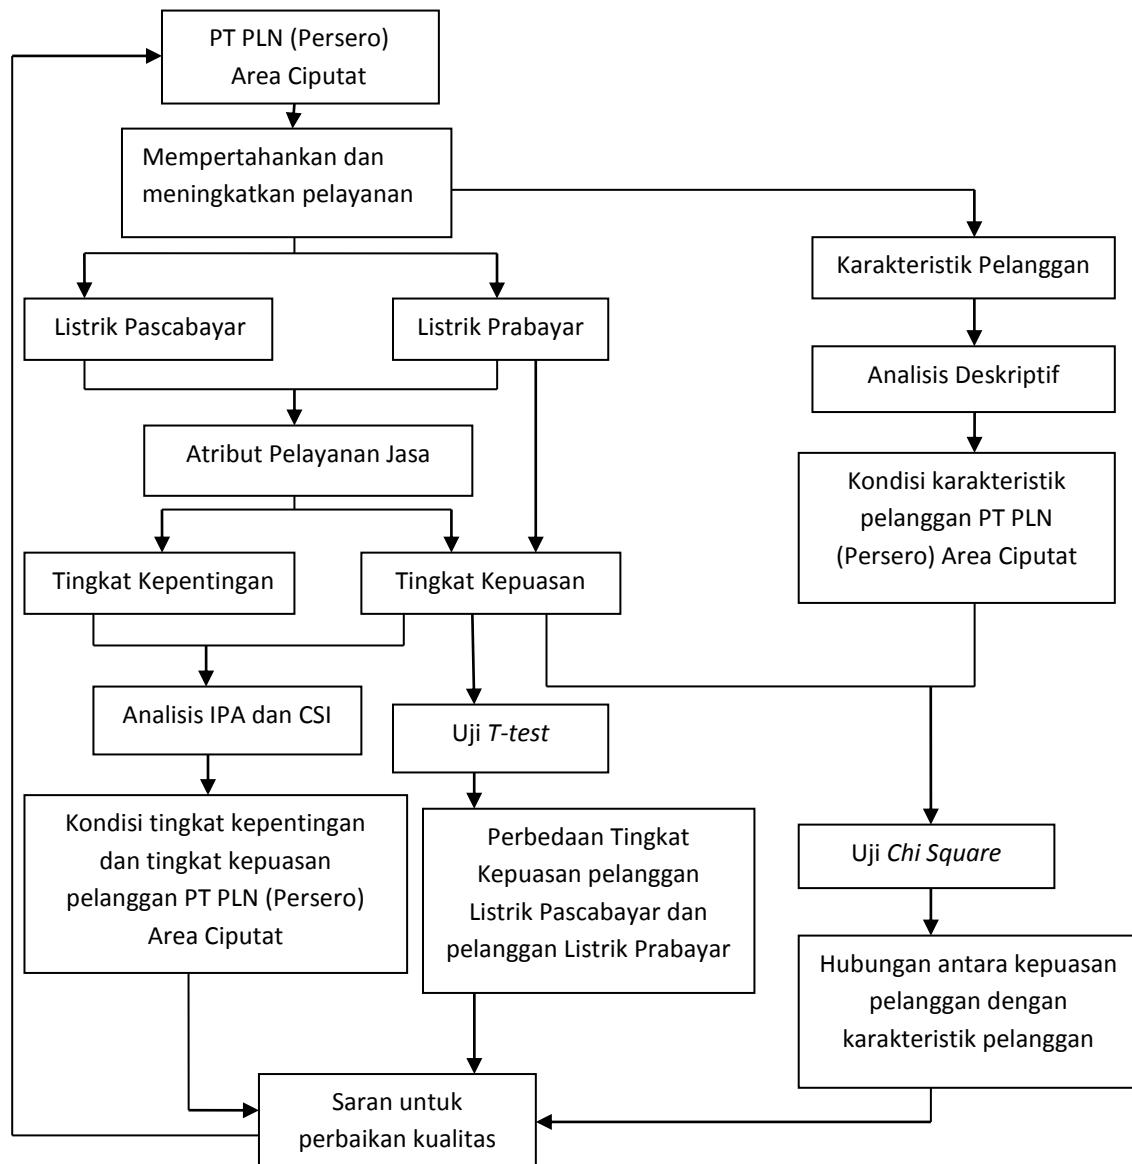 PT PLN (Persero)
Area Ciputat
Mempertahankan dan
meningkatkan pelayanan
Karakteristik Pelanggan
Listrik Pascabayar
Listrik Prabayar
Analisis Deskriptif
Atribut Pelayanan Jasa
Kondisi karakteristik
pelanggan PT PLN
(Persero) Area Ciputat
Tingkat Kepentingan
Tingkat Kepuasan
Analisis IPA dan CSI
Uji T-test
Kondisi tingkat kepentingan
dan tingkat kepuasan
pelanggan PT PLN (Persero)
Area Ciputat
Perbedaan Tingkat
Kepuasan pelanggan
Listrik Pascabayar dan
pelanggan Listrik Prabayar
Uji Chi Square
Hubungan antara kepuasan
pelanggan dengan
karakteristik pelanggan
Saran untuk
perbaikan kualitas